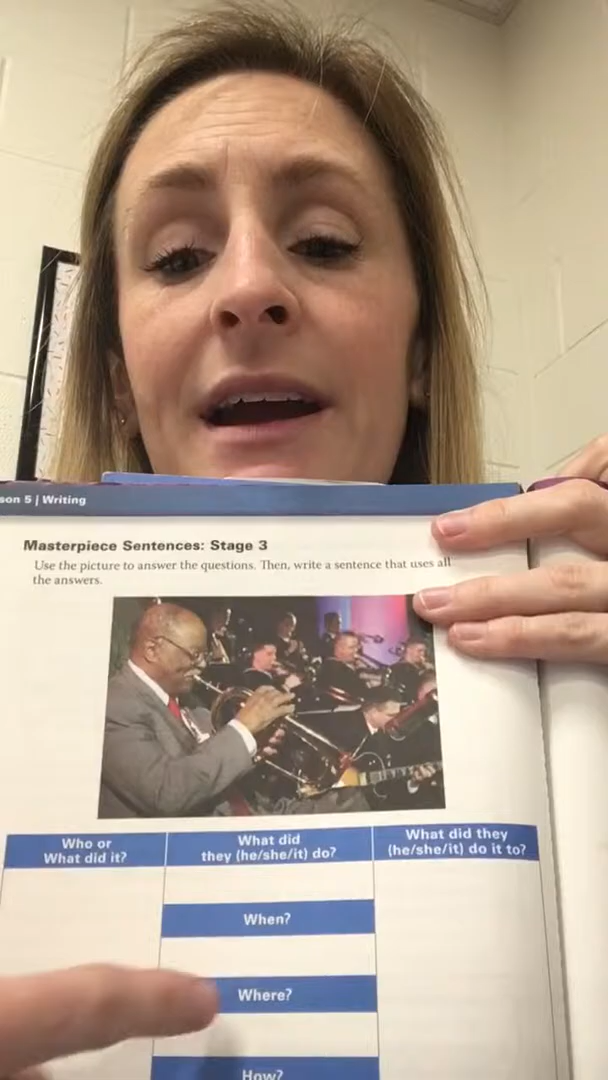 son 5 | Writing
Masterpiece Sentences: Stage 3
Use the picture to answer the questions. Then, write a sentence that uses all
the answers.
Who or
What did it?
What did
they (he/she/it) do?
What did they
(he/she/it) do it to?
When?
Where?
How?